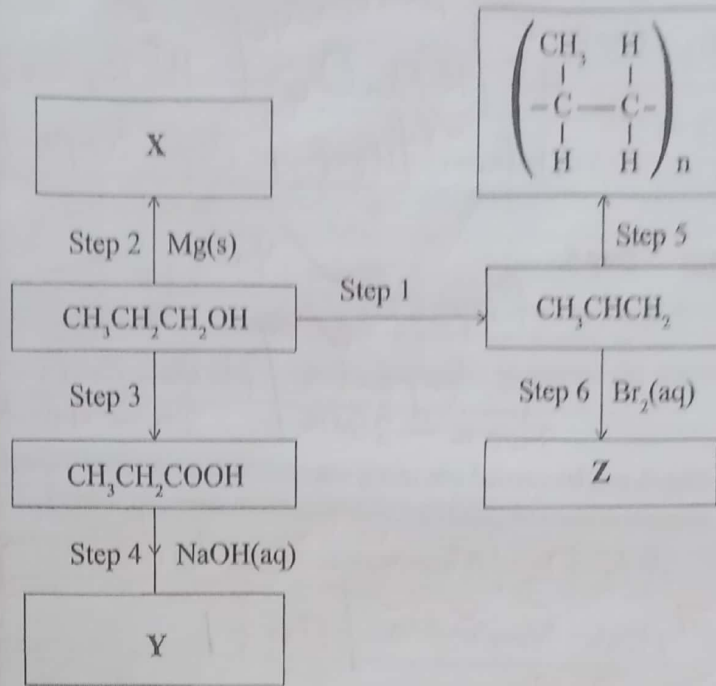 CH₃ H
C C
H H n
X
Step 2 Mg(s)
Step 5
CH₃CH₂CH₂OH
Step 1
CH₃CHCH₂
Step 3
Step 6 Br₂(aq)
CH₃CH₂COOH
Z
Step 4 NaOH(aq)
Y